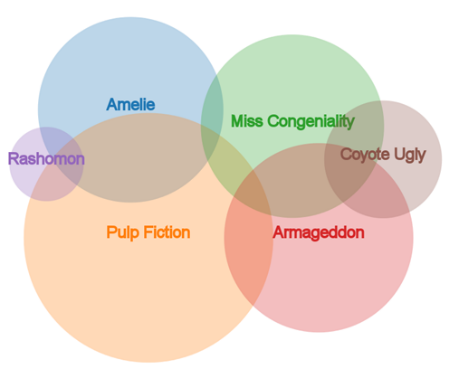 Amelie
Miss Congeniality
Rashomon
Coyote Ugly
Pulp Fiction
Armageddon